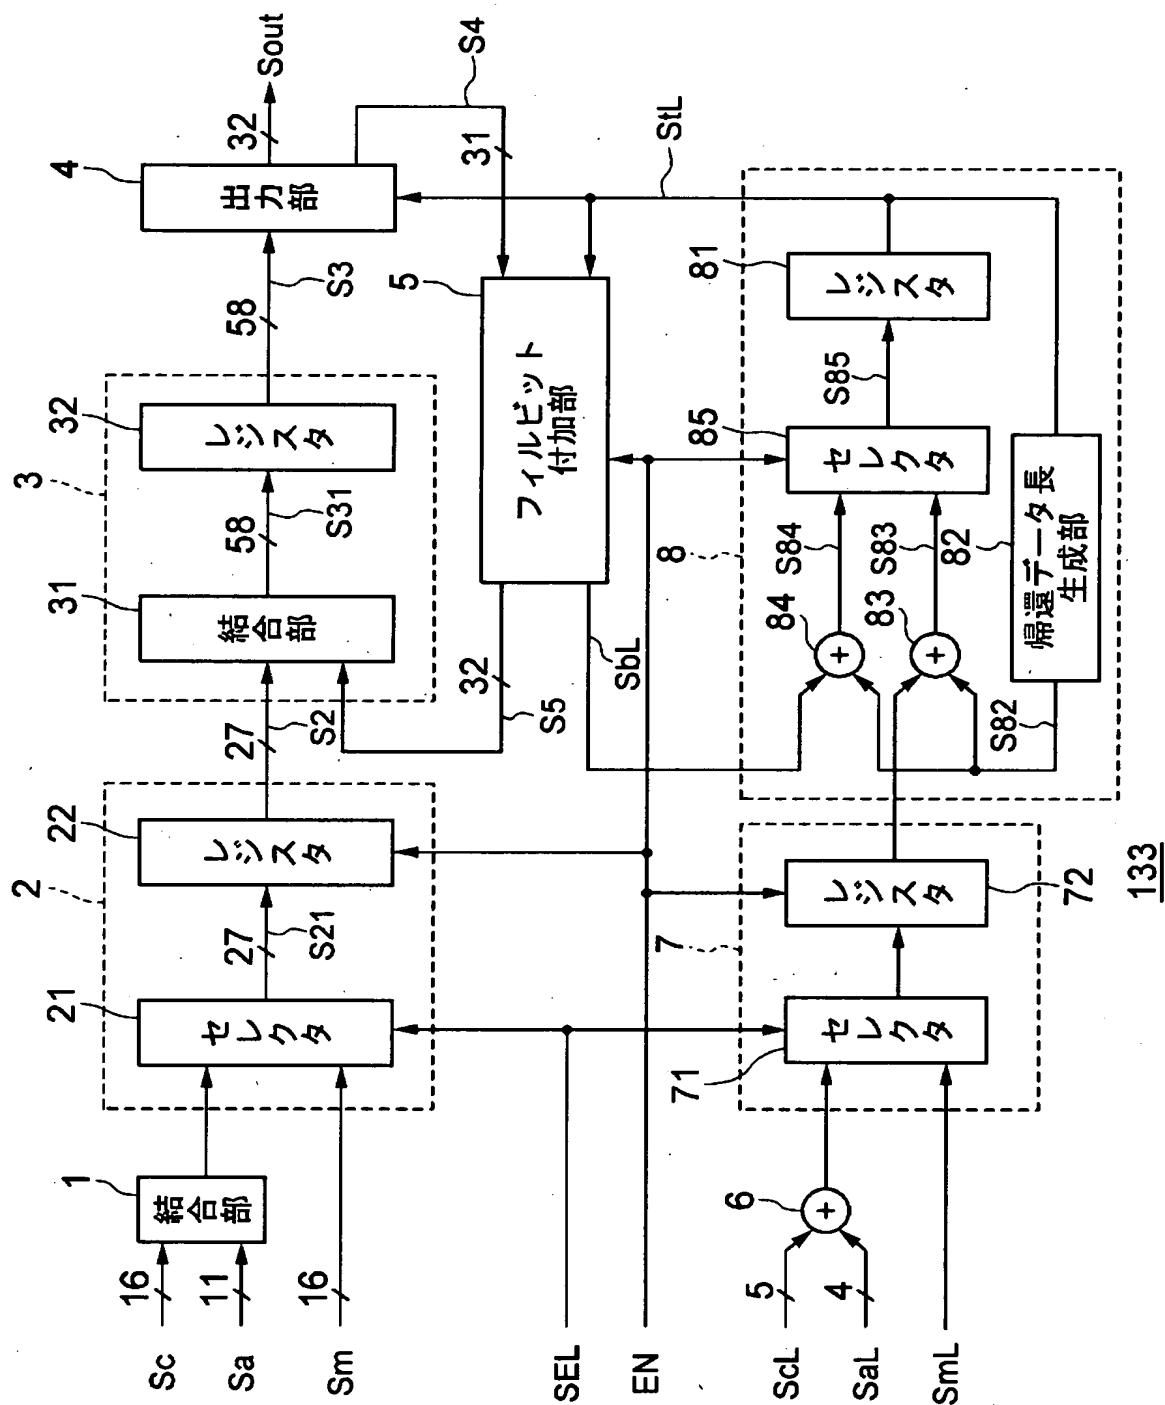 Sc
16
Sa
11
Sm
16
1
結合部
2
21
セレクタ
27
S21
22
レジスタ
27
S2
3
31
結合部
58
S31
32
レジスタ
58
S3
4
出力部
32
Sout
S4
31
5
フィルビット
付加部
32
S5
SbL
StL
SEL
EN
ScL
5
SaL
4
SmL
6
7
71
セレクタ
72
レジスタ
8
84
S84
83
S83
85
セレクタ
S85
81
レジスタ
82
帰還データ長
生成部
S82
133